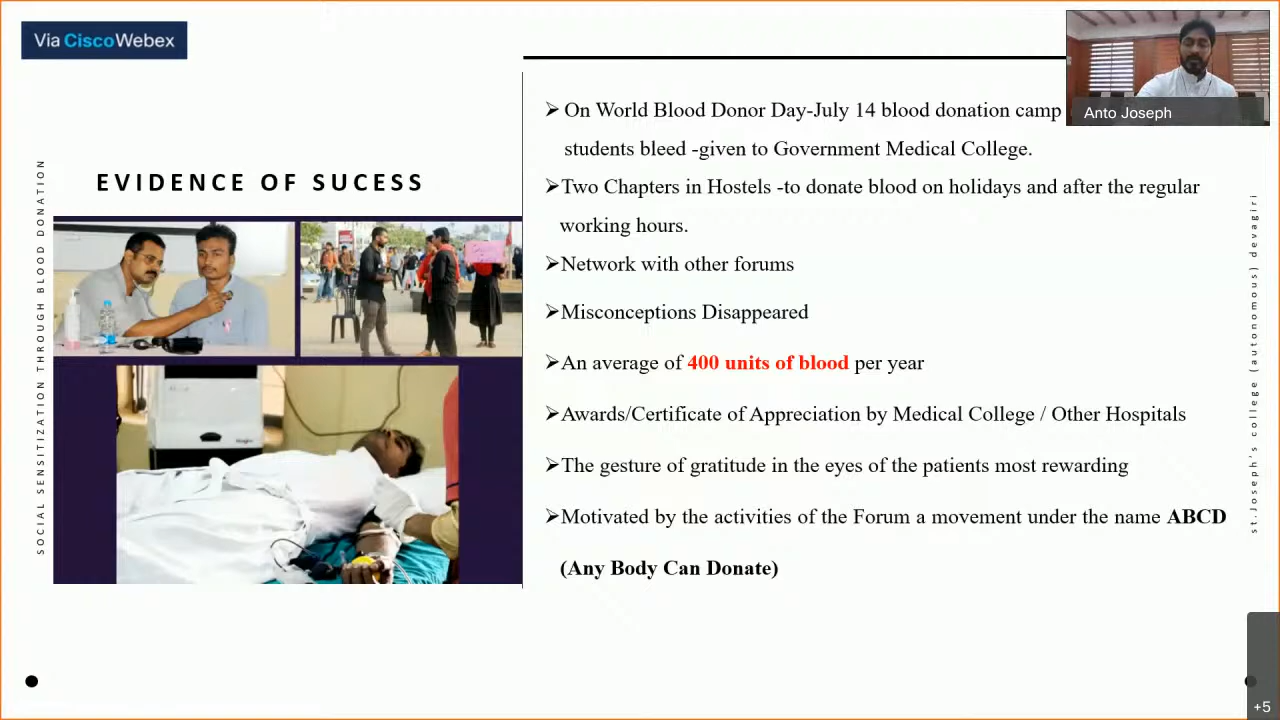 Via CiscoWebex
Anto Joseph
EVIDENCE OF SUCESS
SOCIAL SENSITIZATION THROUGH BLOOD DONATION
➢On World Blood Donor Day-July 14 blood donation camp
students bleed -given to Government Medical College.
➢Two Chapters in Hostels -to donate blood on holidays and after the regular
working hours.
➢Network with other forums
➢Misconceptions Disappeared
➢An average of 400 units of blood per year
➢Awards/Certificate of Appreciation by Medical College / Other Hospitals
➢The gesture of gratitude in the eyes of the patients most rewarding
➢Motivated by the activities of the Forum a movement under the name ABCD
(Any Body Can Donate)
st.Joseph's college (autonomous) devagiri
+5